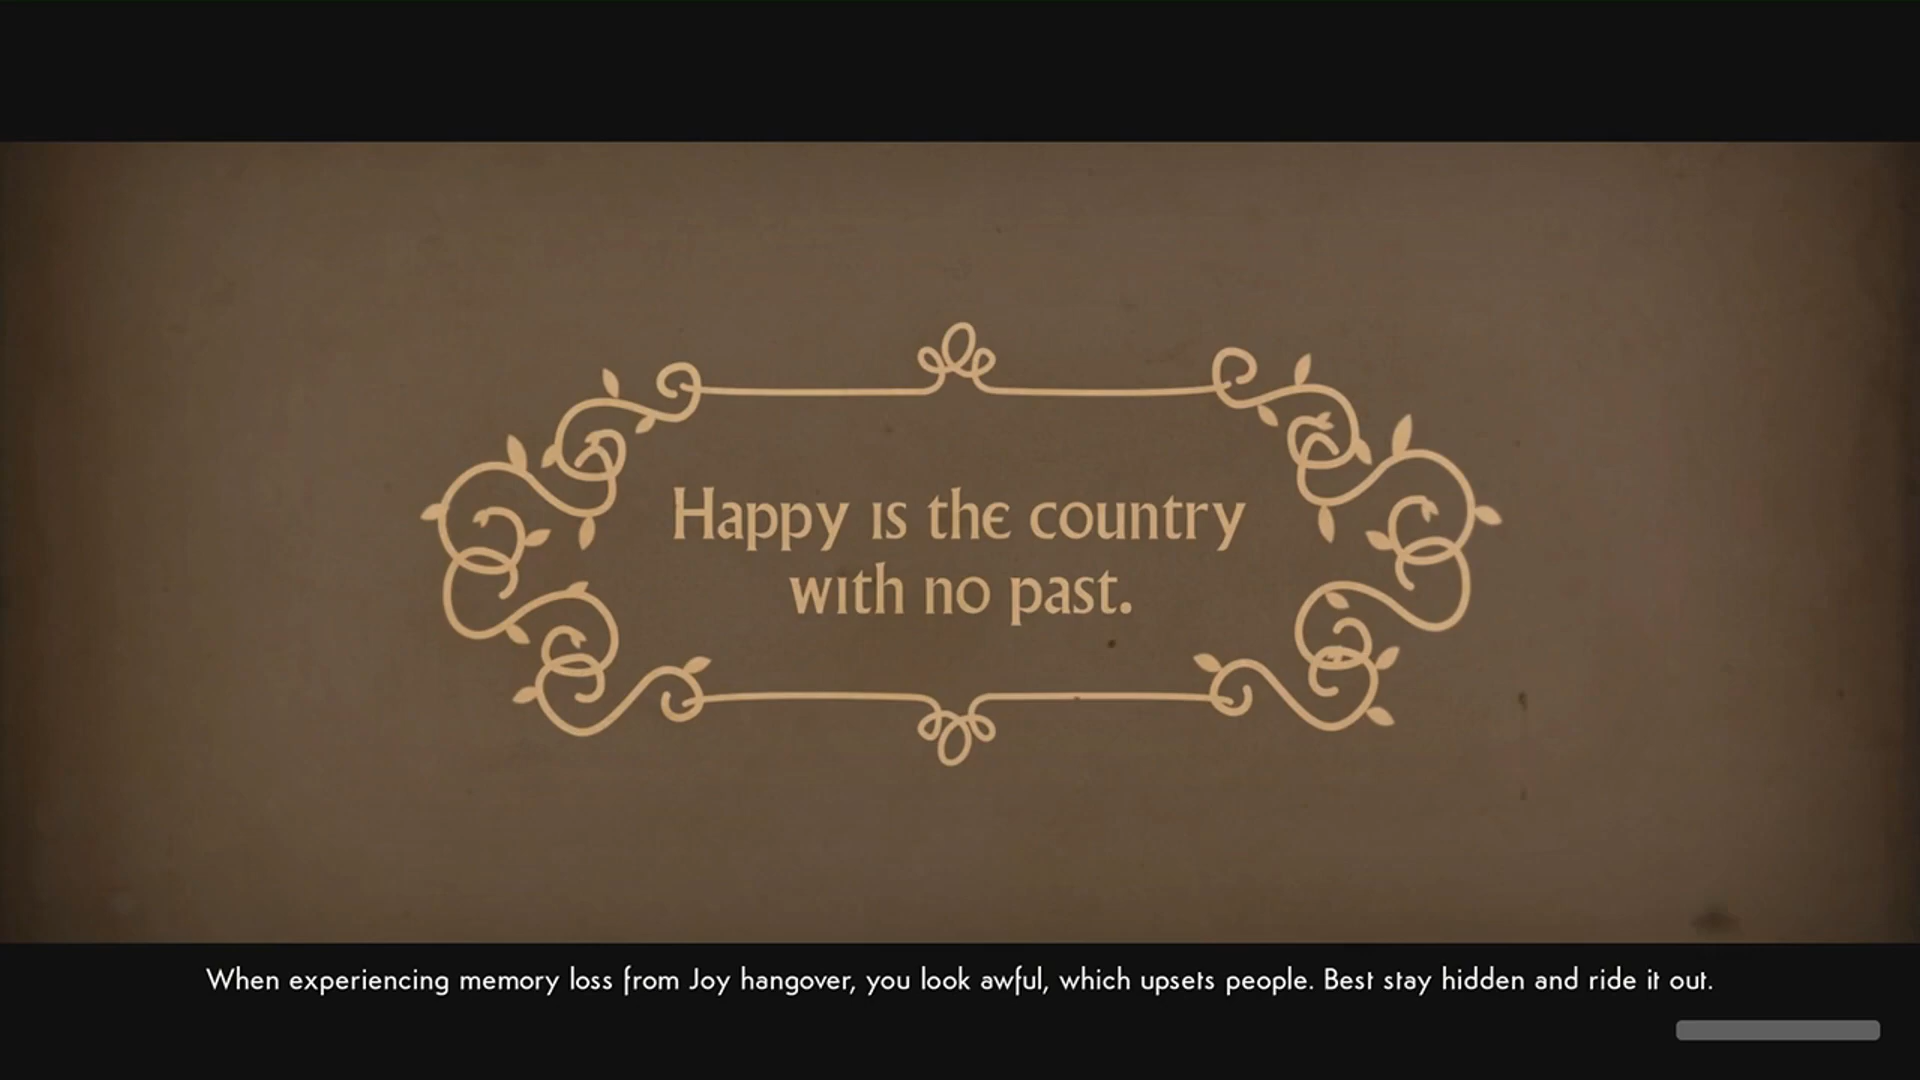 Happy is the country
with no past.
When experiencing memory loss from Joy hangover, you look awful, which upsets people. Best stay hidden and ride it out.